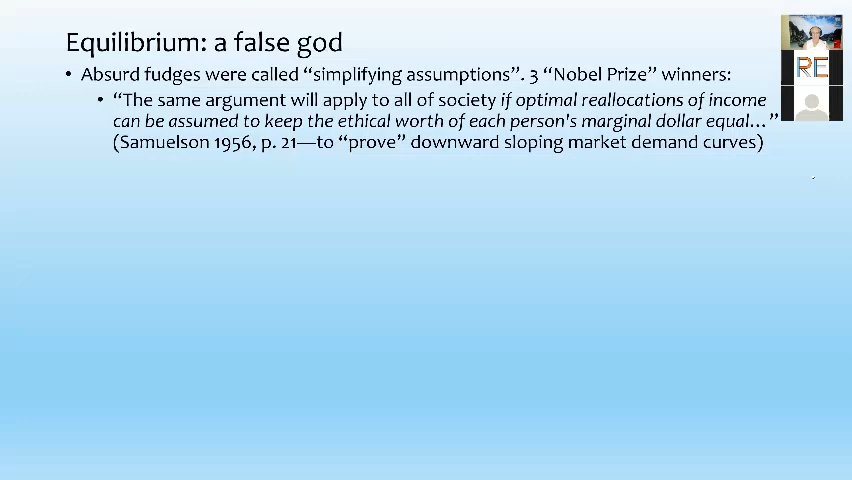 Equilibrium: a false god
• Absurd fudges were called “simplifying assumptions”. 3 “Nobel Prize” winners:
• “The same argument will apply to all of society if optimal reallocations of income
can be assumed to keep the ethical worth of each person's marginal dollar equal…”
(Samuelson 1956, p. 21—to “prove” downward sloping market demand curves)
RE